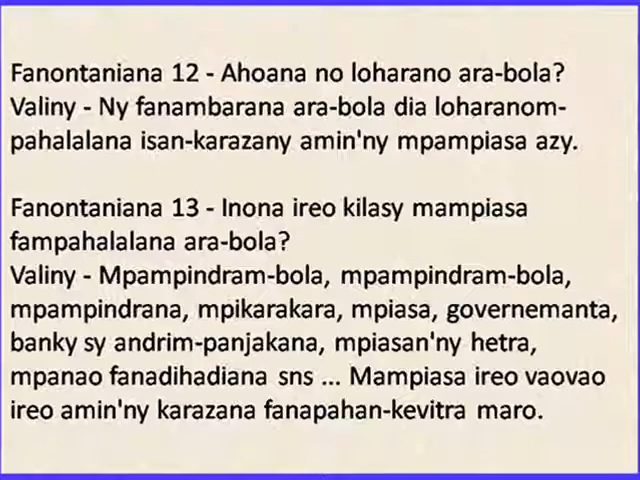 Fanontaniana 12 - Ahoana no loharano ara-bola?
Valiny - Ny fanambarana ara-bola dia loharanom-
pahalalana isan-karazany amin'ny mpampiasa azy.
Fanontaniana 13 - Inona ireo kilasy mampiasa
fampahalalana ara-bola?
Valiny - Mpampindram-bola, mpampindram-bola,
mpampindrana, mpikarakara, mpiasa, governemanta,
banky sy andrim-panjakana, mpiasan'ny hetra,
mpanao fanadihadiana sns ... Mampiasa ireo vaovao
ireo amin'ny karazana fanapahan-kevitra maro.